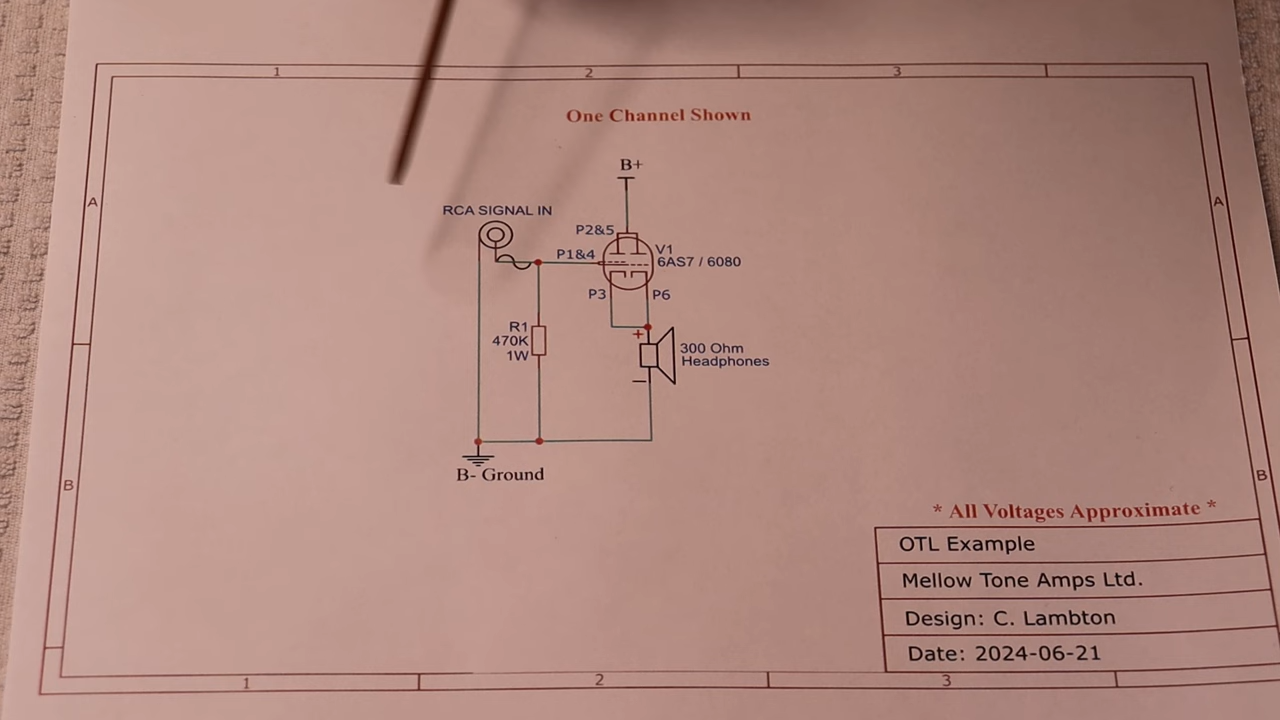 1 2 3
One Channel Shown
B+
A A
RCA SIGNAL IN
P2&5
V1
P1&4
6AS7 / 6080
P3 P6
R1
+
470K
300 Ohm
1W
Headphones
−
B- Ground
B B
* All Voltages Approximate *
OTL Example
Mellow Tone Amps Ltd.
Design: C. Lambton
Date: 2024-06-21
1 2 3